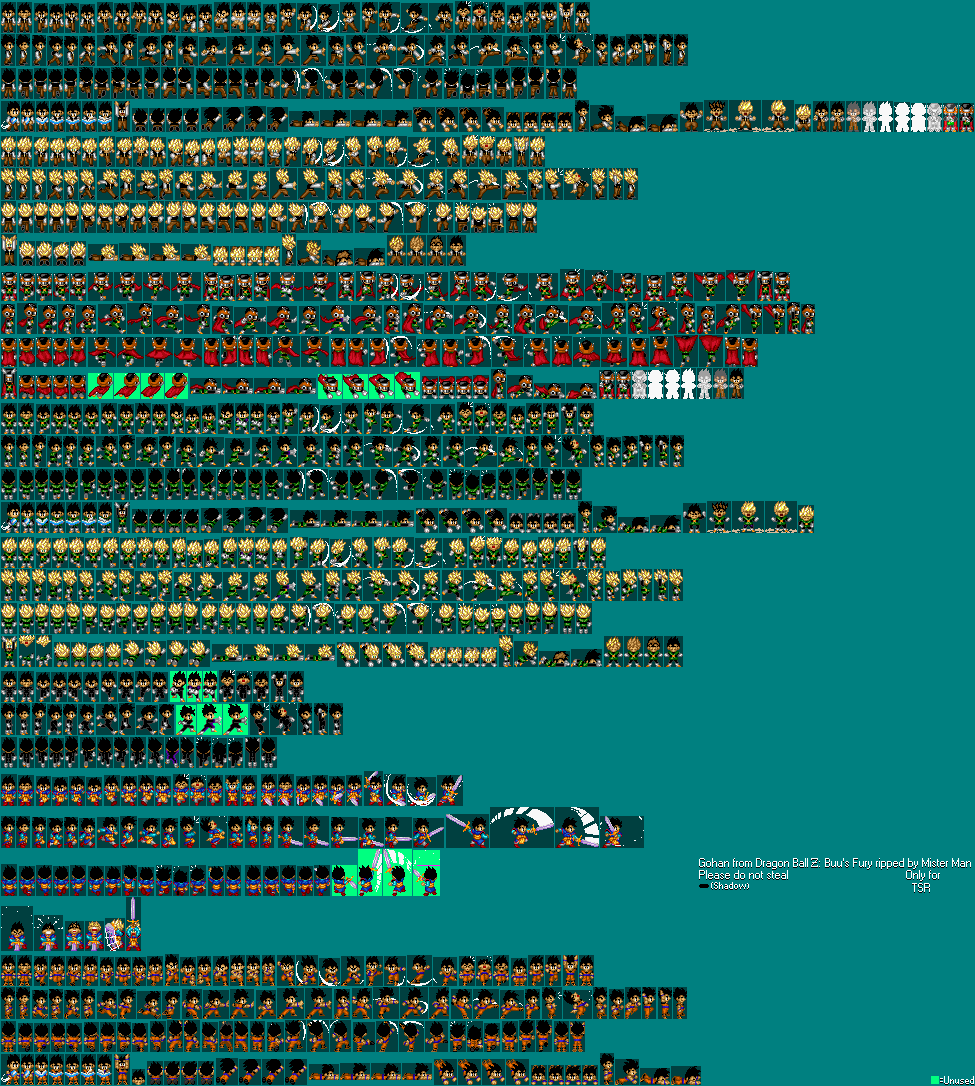 Gohan from Dragon Ball Z: Buu's Fury ripped by Mister Man
Please do not steal Only for
(Shadow) TSR
=Unused